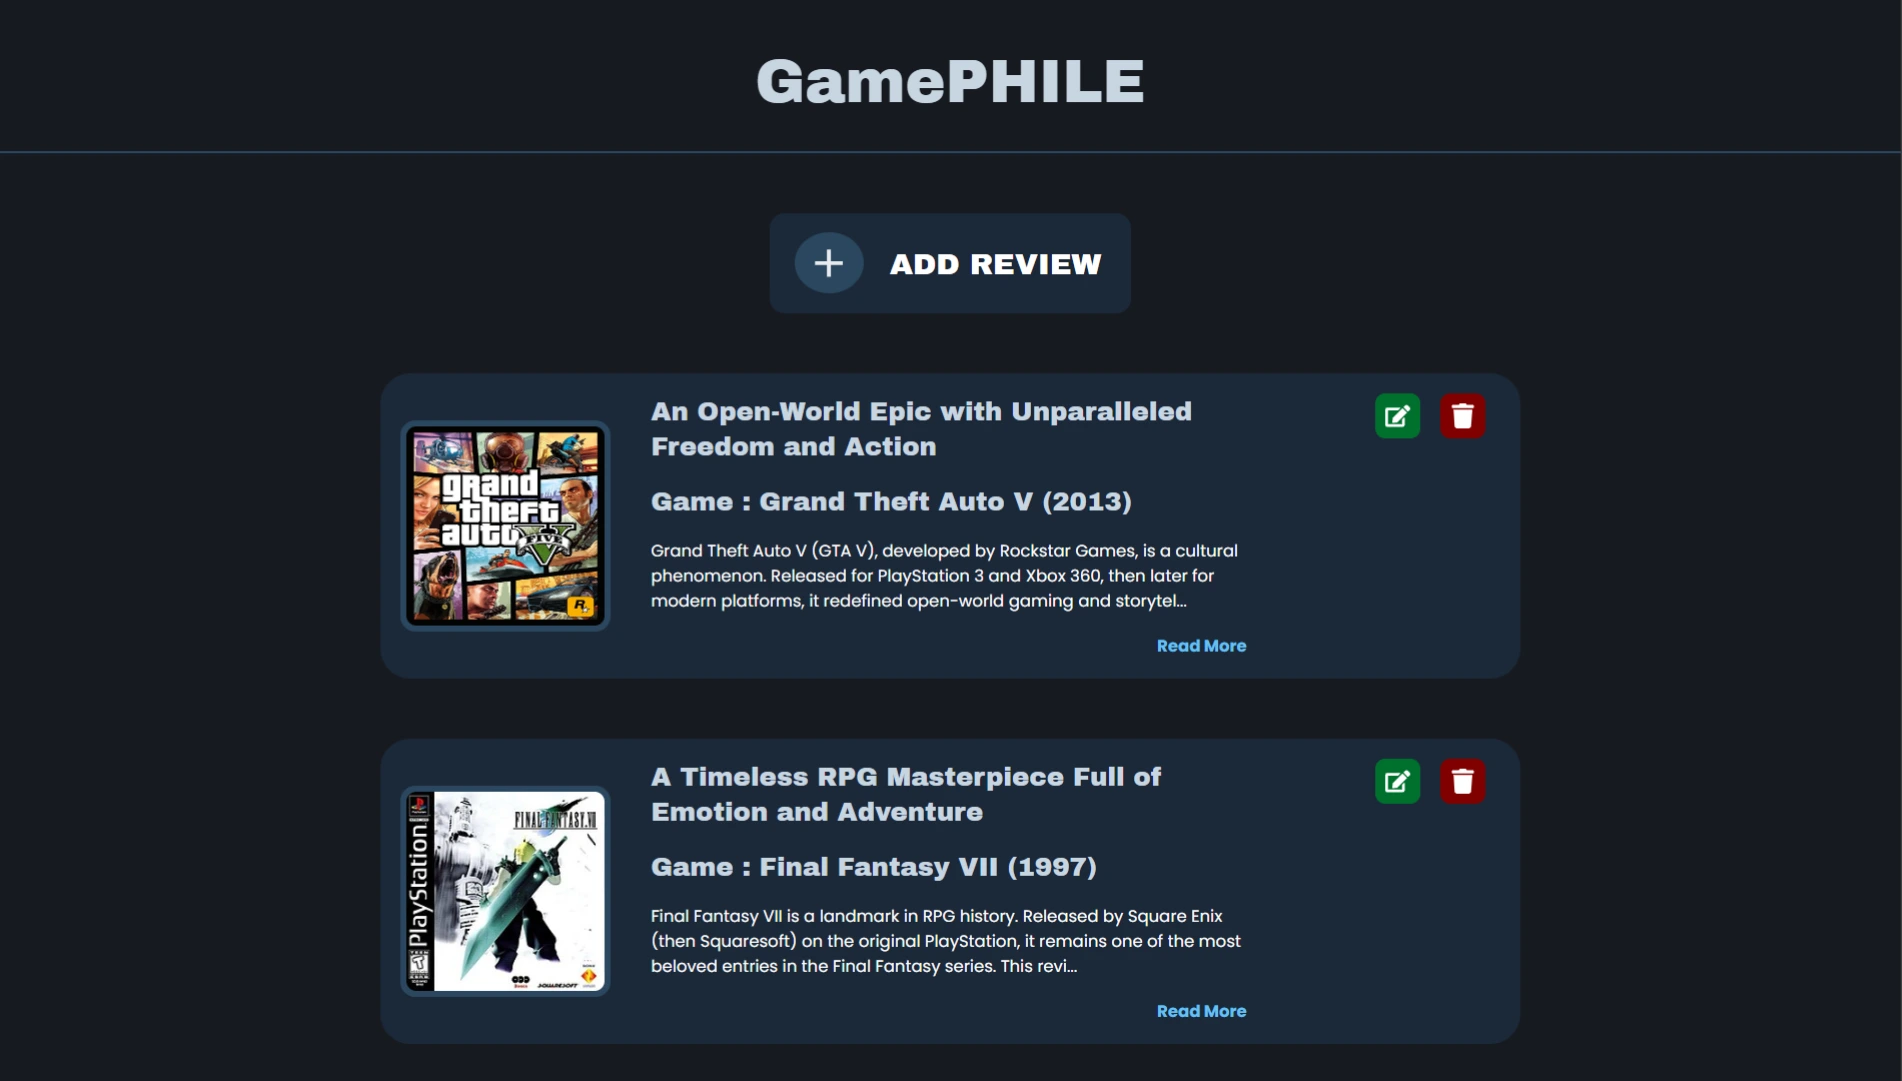 GamePHILE
ADD REVIEW
An Open-World Epic with Unparalleled
Freedom and Action
Game : Grand Theft Auto V (2013)
Grand Theft Auto V (GTA V), developed by Rockstar Games, is a cultural
phenomenon. Released for PlayStation 3 and Xbox 360, then later for
modern platforms, it redefined open-world gaming and storytel...
Read More
grand
theft
auto
FIVE
R
A Timeless RPG Masterpiece Full of
Emotion and Adventure
Game : Final Fantasy VII (1997)
Final Fantasy VII is a landmark in RPG history. Released by Square Enix
(then Squaresoft) on the original PlayStation, it remains one of the most
beloved entries in the Final Fantasy series. This revi...
Read More
PlayStation
FINAL FANTASY VII
SQUARESOFT
T